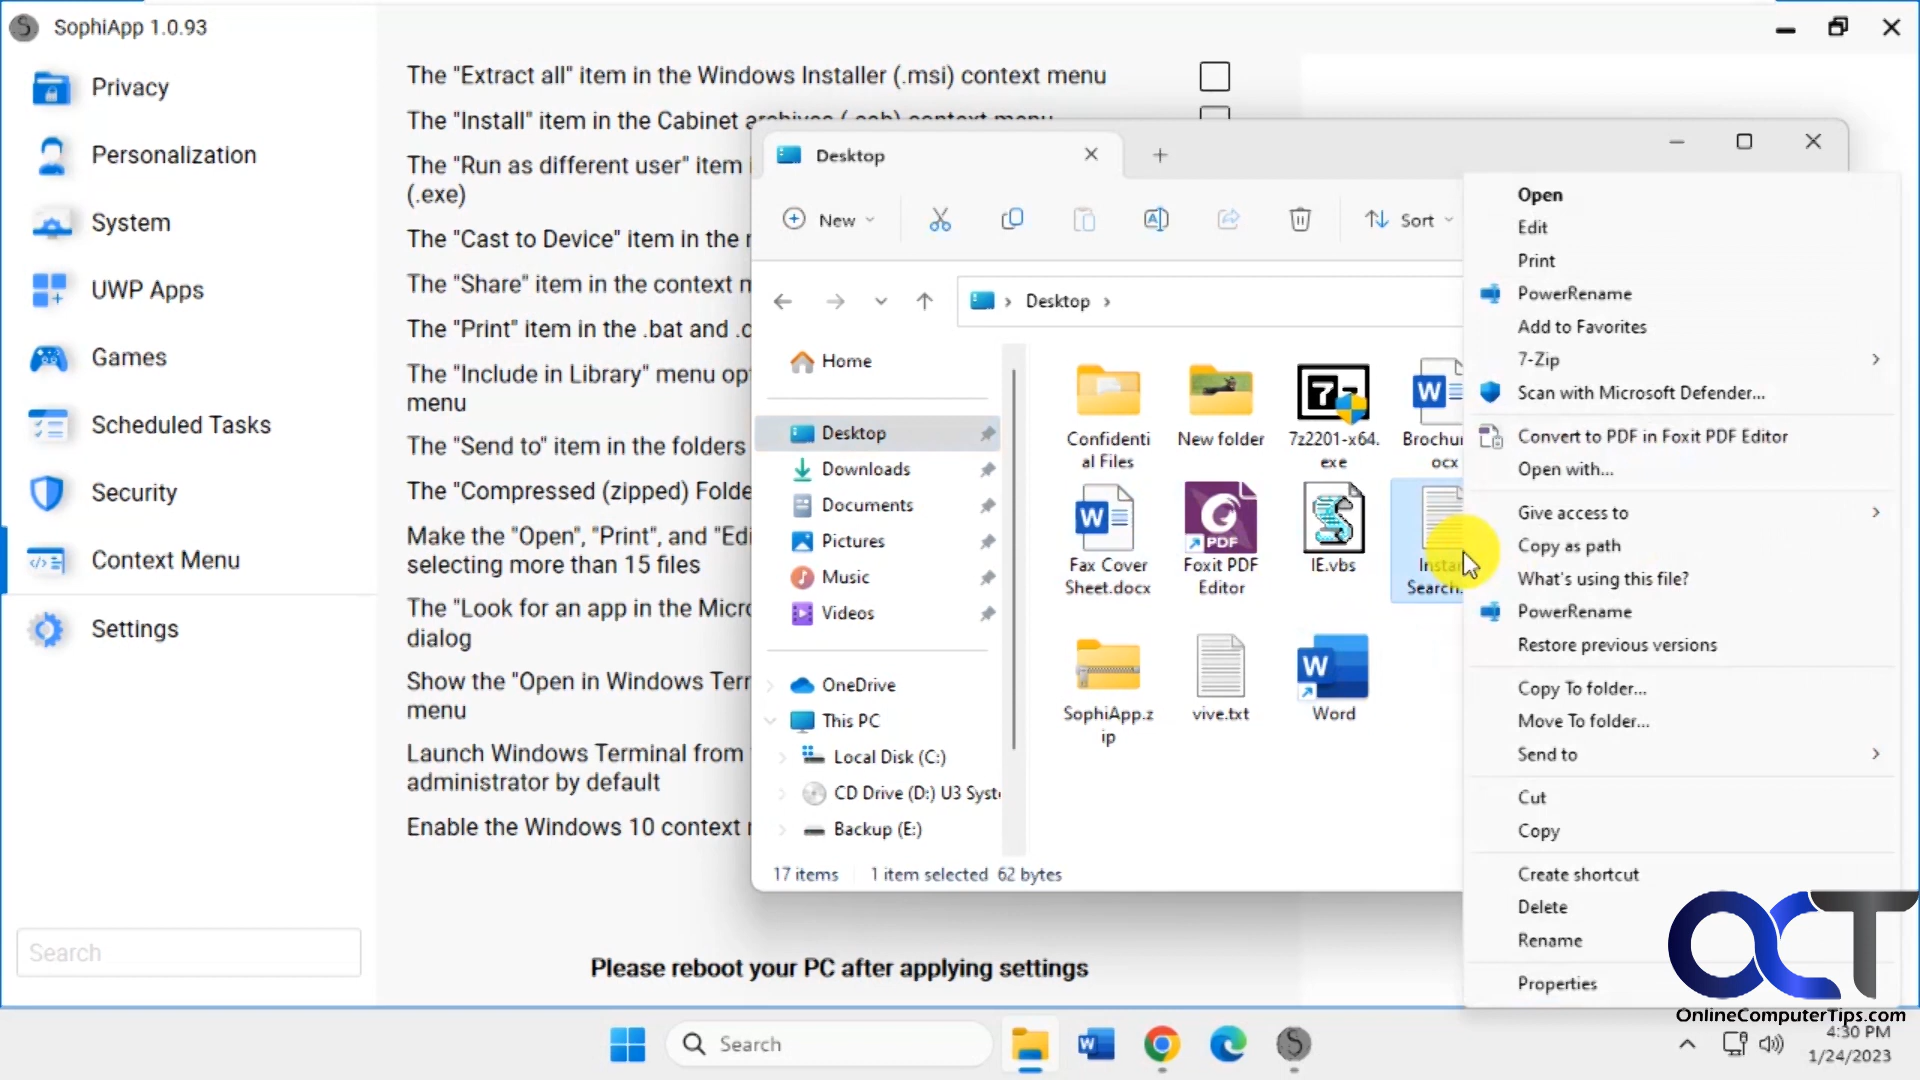 SophiApp 1.0.93
Privacy
Personalization
System
UWP Apps
Games
Scheduled Tasks
Security
Context Menu
Settings
Search
The "Extract all" item in the Windows Installer (.msi) context menu
The "Install" item in the Cabinet archives (.cab) context menu
The "Run as different user" item
(.exe)
The "Cast to Device" item in the
The "Share" item in the context
The "Print" item in the .bat and
The "Include in Library" menu
menu
The "Send to" item in the folders
The "Compressed (zipped)
Make the "Open", "Print", and
selecting more than 15 files
The "Look for an app in the
dialog
Show the "Open in Windows
menu
Launch Windows Terminal from
administrator by default
Enable the Windows 10 context
Please reboot your PC after applying settings
Desktop
New
Sort
Desktop
Home
Desktop
Downloads
Documents
Pictures
Music
Videos
OneDrive
This PC
Local Disk (C:)
CD Drive (D:) U3
Backup (E:)
Confidenti
al Files
New folder
7z2201-x64.
exe
Fax Cover
Sheet.docx
PDF
Foxit PDF
Editor
IE.vbs
SophiApp.z
ip
vive.txt
Word
17 items
1 item selected 62 bytes
Open
Edit
Print
PowerRename
Add to Favorites
7-Zip
Scan with Microsoft Defender...
Convert to PDF in Foxit PDF Editor
Open with...
Give access to
Copy as path
What's using this file?
PowerRename
Restore previous versions
Copy To folder...
Move To folder...
Send to
Cut
Copy
Create shortcut
Delete
Rename
Properties
OCT
OnlineComputerTips.com
Search
4:30 PM
1/24/2023